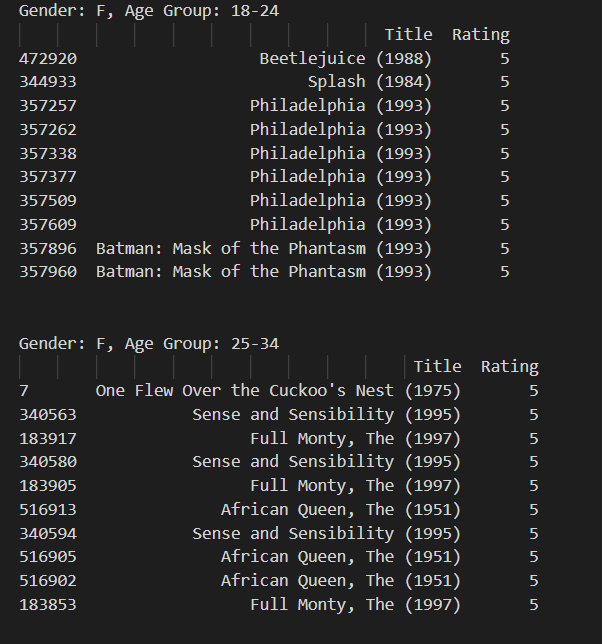 Gender: F, Age Group: 18-24
Title Rating
472920 Beetlejuice (1988) 5
344933 Splash (1984) 5
357257 Philadelphia (1993) 5
357262 Philadelphia (1993) 5
357338 Philadelphia (1993) 5
357377 Philadelphia (1993) 5
357509 Philadelphia (1993) 5
357609 Philadelphia (1993) 5
357896 Batman: Mask of the Phantasm (1993) 5
357960 Batman: Mask of the Phantasm (1993) 5
Gender: F, Age Group: 25-34
Title Rating
7 One Flew Over the Cuckoo's Nest (1975) 5
340563 Sense and Sensibility (1995) 5
183917 Full Monty, The (1997) 5
340580 Sense and Sensibility (1995) 5
183905 Full Monty, The (1997) 5
516913 African Queen, The (1951) 5
340594 Sense and Sensibility (1995) 5
516905 African Queen, The (1951) 5
516902 African Queen, The (1951) 5
183853 Full Monty, The (1997) 5